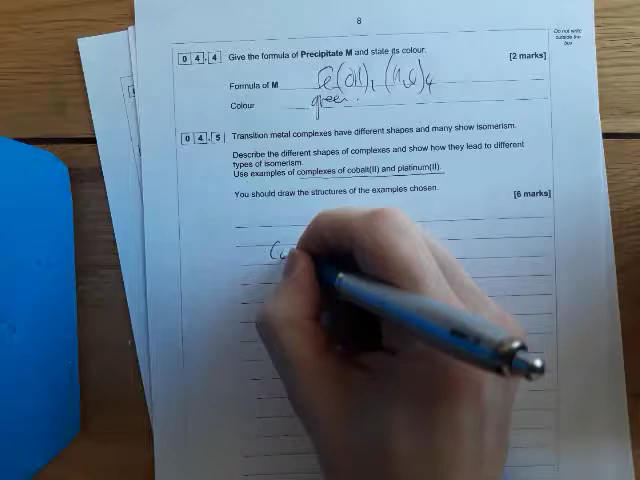 8
Do not write
outside the
box
0 4 . 4 Give the formula of Precipitate M and state its colour.
[2 marks]
Formula of M Fe(OH)₂(H₂O)₄
Colour green.
0 4 . 5 Transition metal complexes have different shapes and many show isomerism.
Describe the different shapes of complexes and show how they lead to different
types of isomerism.
Use examples of complexes of cobalt(II) and platinum(II).
You should draw the structures of the examples chosen.
[6 marks]